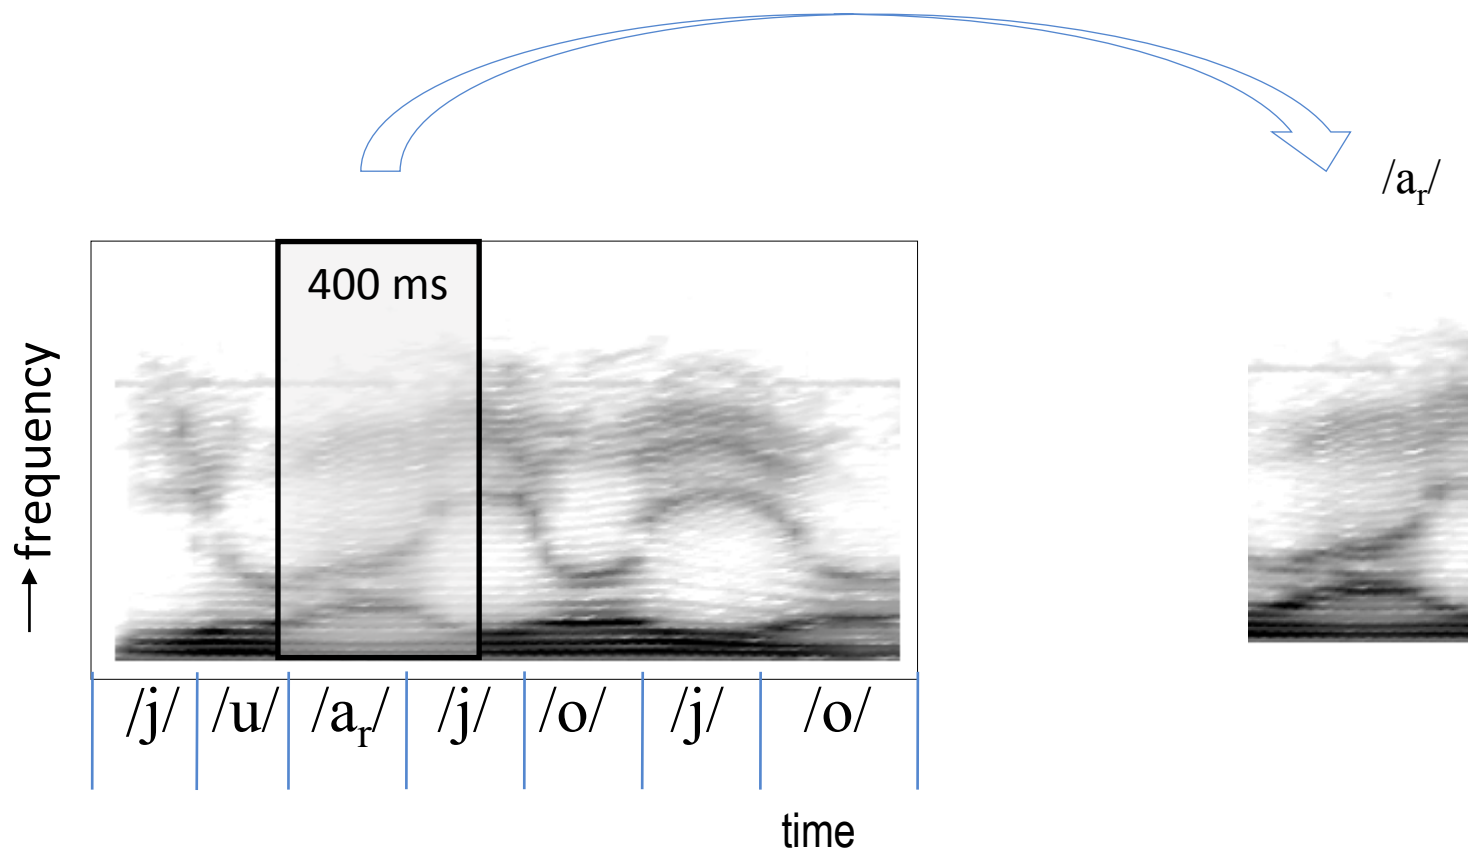 /aᵣ/
400 ms
frequency
/j/ /u/ /aᵣ/ /j/ /o/ /j/ /o/
time